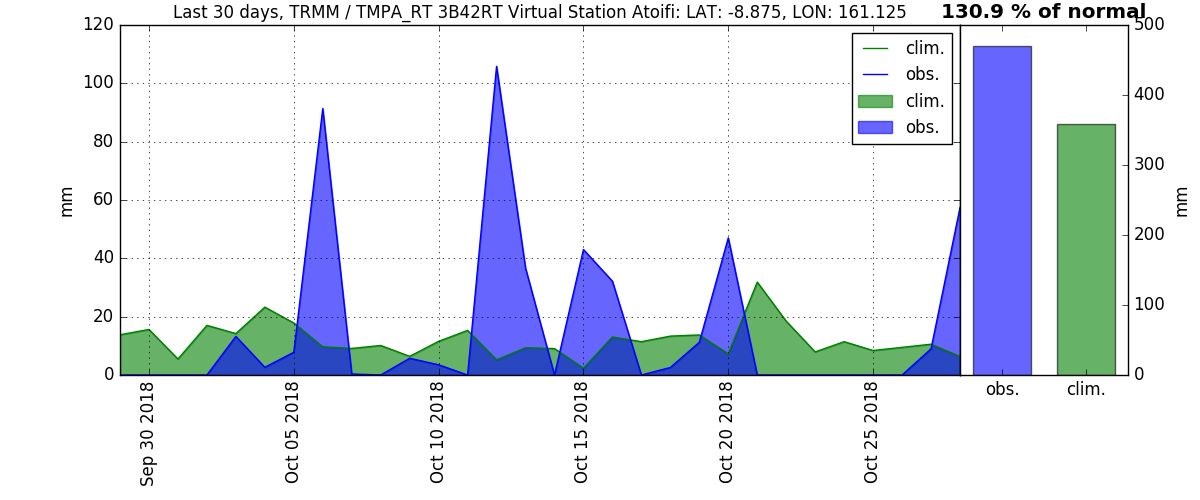 Last 30 days, TRMM / TMPA_RT 3B42RT Virtual Station Atoifi: LAT: -8.875, LON: 161.125
130.9 % of normal
120
100
80
60
40
20
0
mm
clim.
obs.
clim.
obs.
500
400
300
200
100
0
mm
Sep 30 2018
Oct 05 2018
Oct 10 2018
Oct 15 2018
Oct 20 2018
Oct 25 2018
obs.
clim.